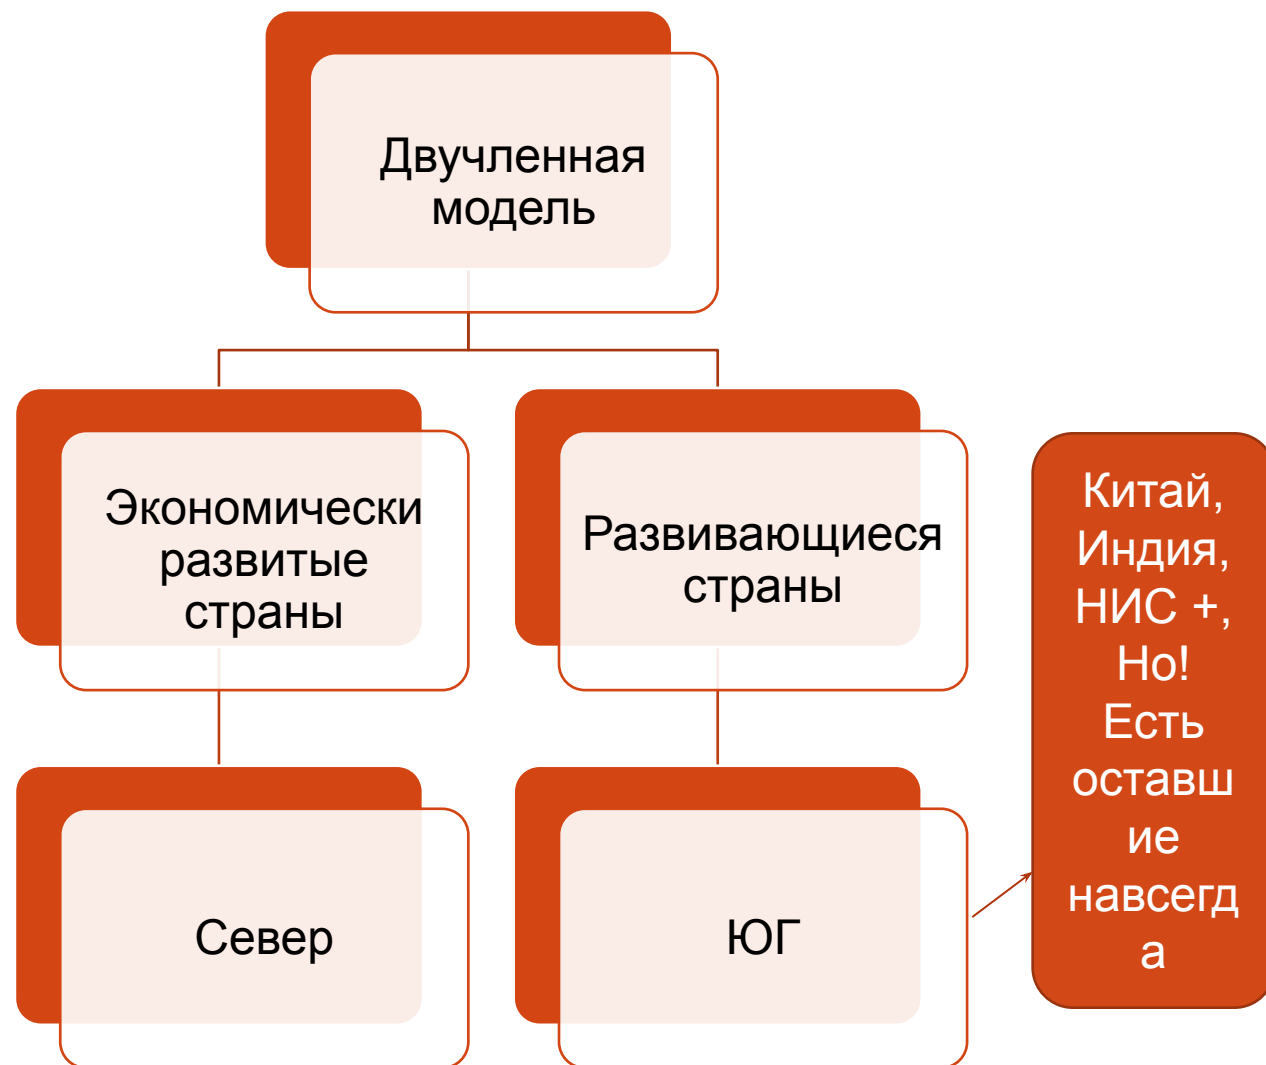 Двучленная
модель
Экономически
развитые
страны
Развивающиеся
страны
Север
ЮГ
Китай,
Индия,
НИС +,
Но!
Есть
оставш
ие
навсегд
а